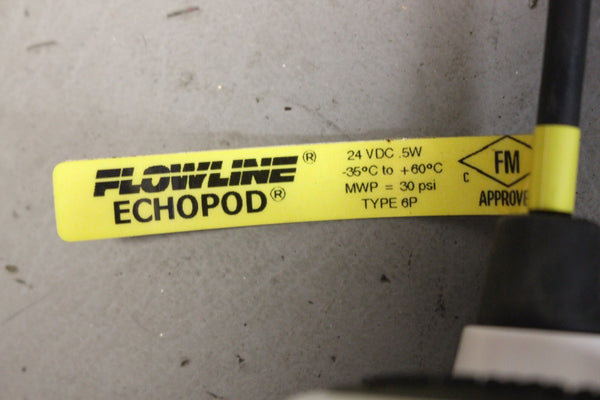 FLOWLINE®
ECHOPOD®
24 VDC .5W
-35°C to +60°C
MWP = 30 psi
TYPE 6P
FM
C
APPROVE